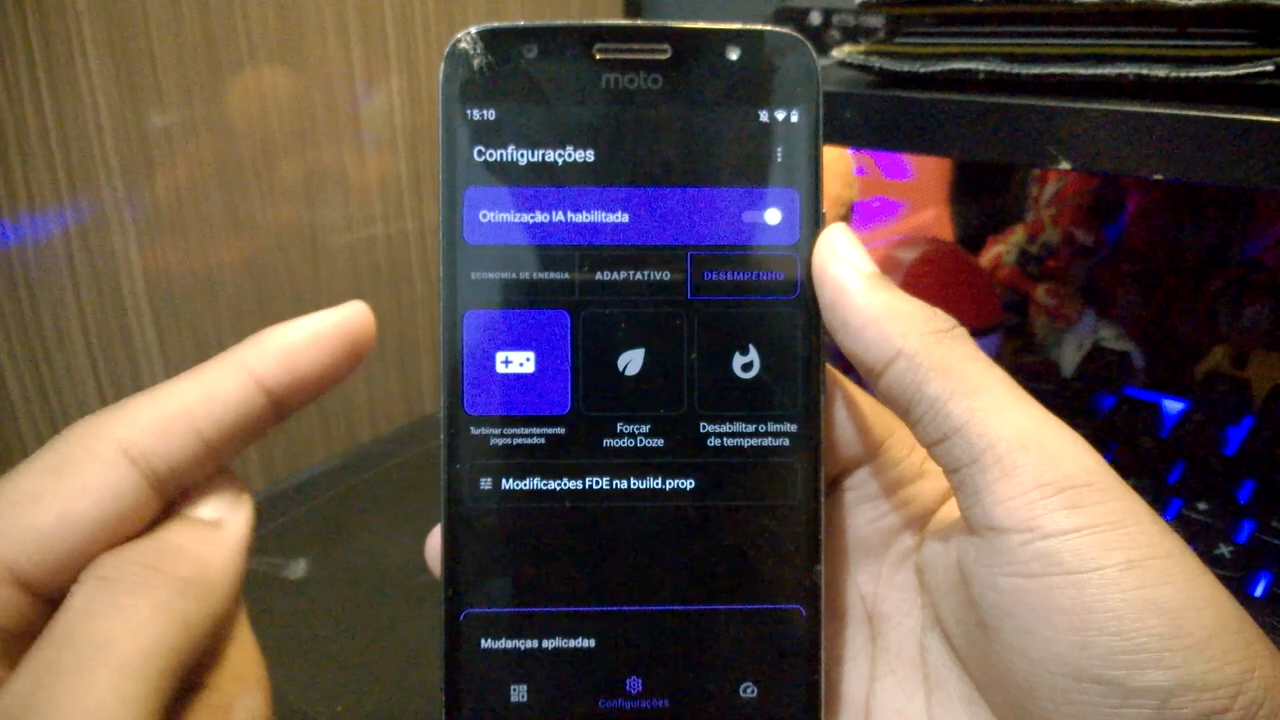 moto
15:10
Configurações
Otimização IA habilitada
ECONOMIA DE ENERGIA
ADAPTATIVO
DESEMPENHO
Turbinar constantemente
jogos pesados
Forçar
modo Doze
Desabilitar o limite
de temperatura
Modificações FDE na build.prop
Mudanças aplicadas
Configurações